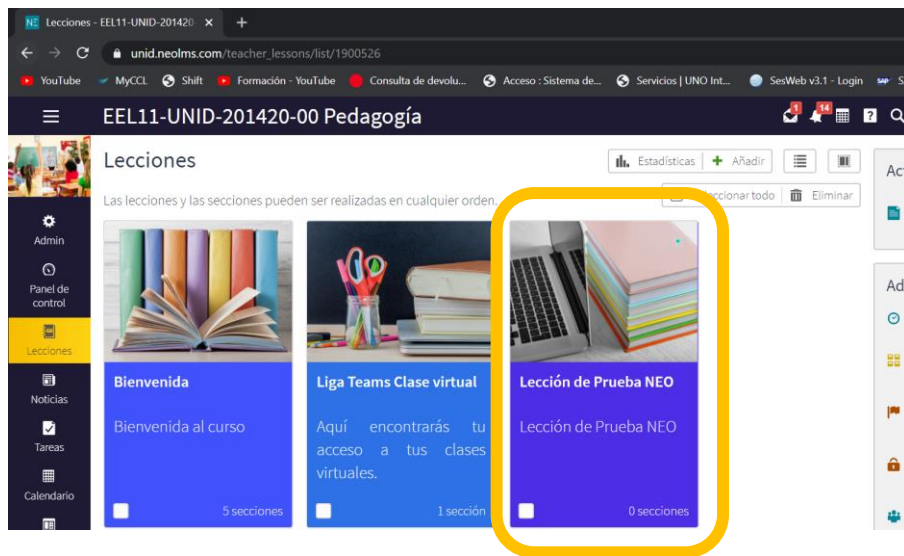 Lecciones - EEL11-UNID-201420
unid.neolms.com/teacher_lessons/list/1900526
YouTube MyCCL Shift Formación - YouTube Consulta de devolu... Acceso : Sistema de... Servicios | UNO Int... SesWeb v3.1 - Login
EEL11-UNID-201420-00 Pedagogía
1 14
Lecciones
Estadísticas Añadir
Las lecciones y las secciones pueden ser realizadas en cualquier orden.
todo Eliminar
Admin
Panel de
control
Lecciones
Noticias
Tareas
Calendario
Bienvenida
Bienvenida al curso
5 secciones
Liga Teams Clase virtual
Aquí encontrarás tu
acceso a tus clases
virtuales.
1 sección
Lección de Prueba NEO
Lección de Prueba NEO
0 secciones